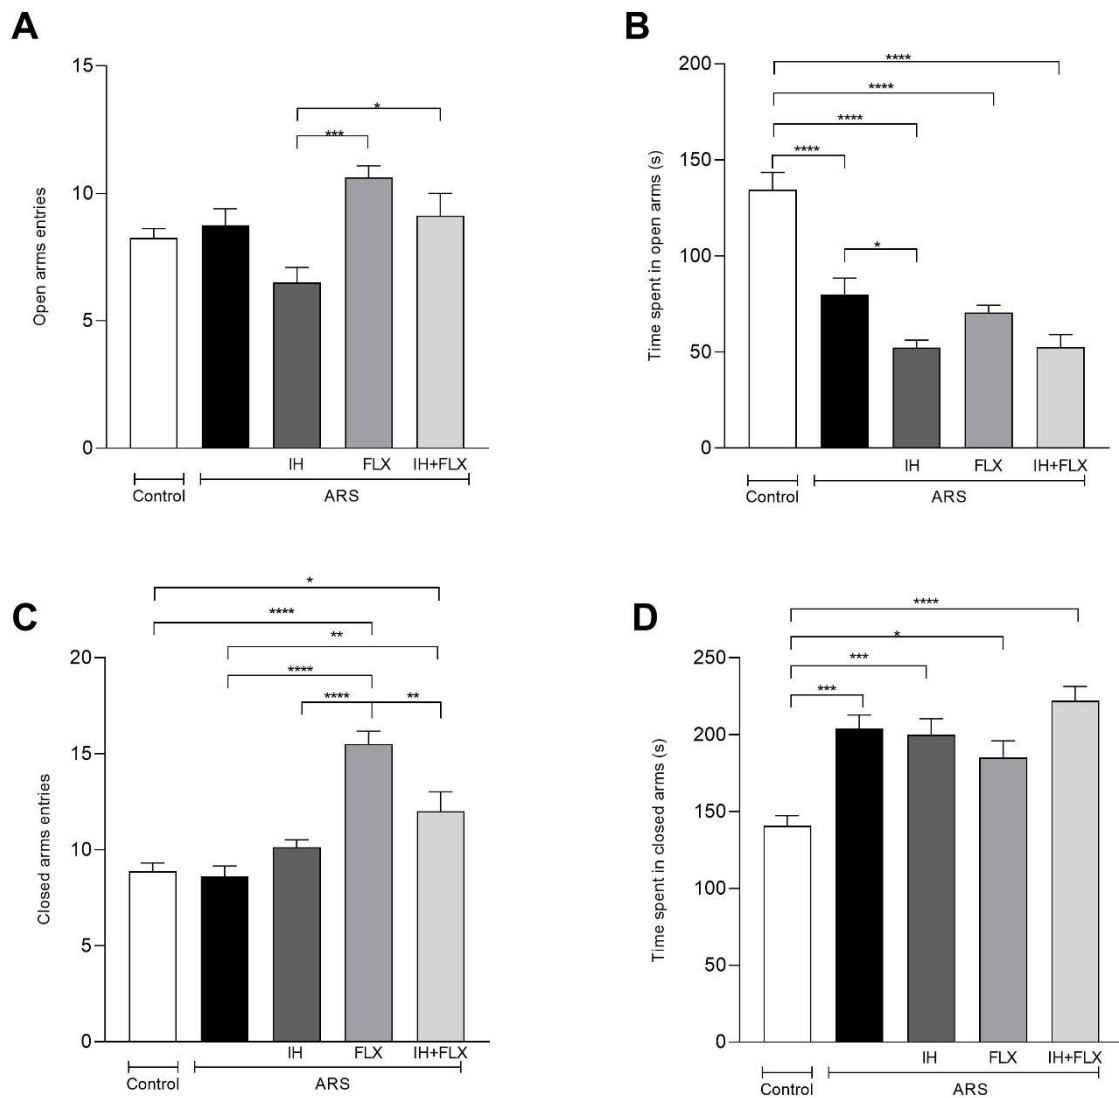 A
Open arms entries
15
10
5
0
*
***
IH FLX IH+FLX
Control ARS
B
Time spent in open arms (s)
200
150
100
50
0
****
****
****
****
*
IH FLX IH+FLX
Control ARS
C
Closed arms entries
20
15
10
5
0
*
****
**
****
**** **
IH FLX IH+FLX
Control ARS
D
Time spent in closed arms (s)
250
200
150
100
50
0
****
*
***
***
IH FLX IH+FLX
Control ARS